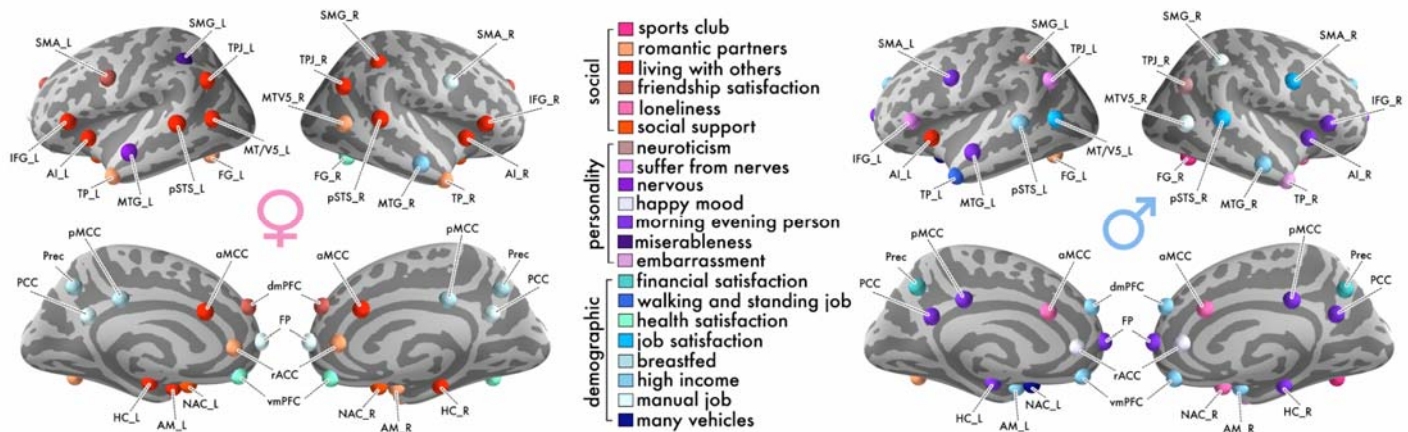 SMG_L
TPJ_L
SMA_L
IFG_L
AI_L
TP_L
MTG_L
pSTS_L
FG_L
MT/V5_L
SMG_R
SMA_R
TPJ_R
MTV5_R
IFG_R
FG_R
pSTS_R
MTG_R
TP_R
AI_R
pMCC
Prec
PCC
aMCC
dmPFC
FP
rACC
vmPFC
HC_L
AM_L
NAC_L
aMCC
pMCC
Prec
PCC
NAC_R
AM_R
HC_R
social
sports club
romantic partners
living with others
friendship satisfaction
loneliness
social support
personality
neuroticism
suffer from nerves
nervous
happy mood
morning evening person
miserableness
embarrassment
demographic
financial satisfaction
walking and standing job
health satisfaction
job satisfaction
breastfed
high income
manual job
many vehicles
SMG_L
TPJ_L
SMA_L
IFG_L
AI_L
TP_L
MTG_L
pSTS_L
FG_L
MT/V5_L
SMG_R
SMA_R
TPJ_R
MTV5_R
IFG_R
FG_R
pSTS_R
MTG_R
TP_R
AI_R
pMCC
Prec
PCC
aMCC
dmPFC
FP
rACC
vmPFC
HC_L
AM_L
NAC_L
aMCC
pMCC
Prec
PCC
NAC_R
AM_R
HC_R